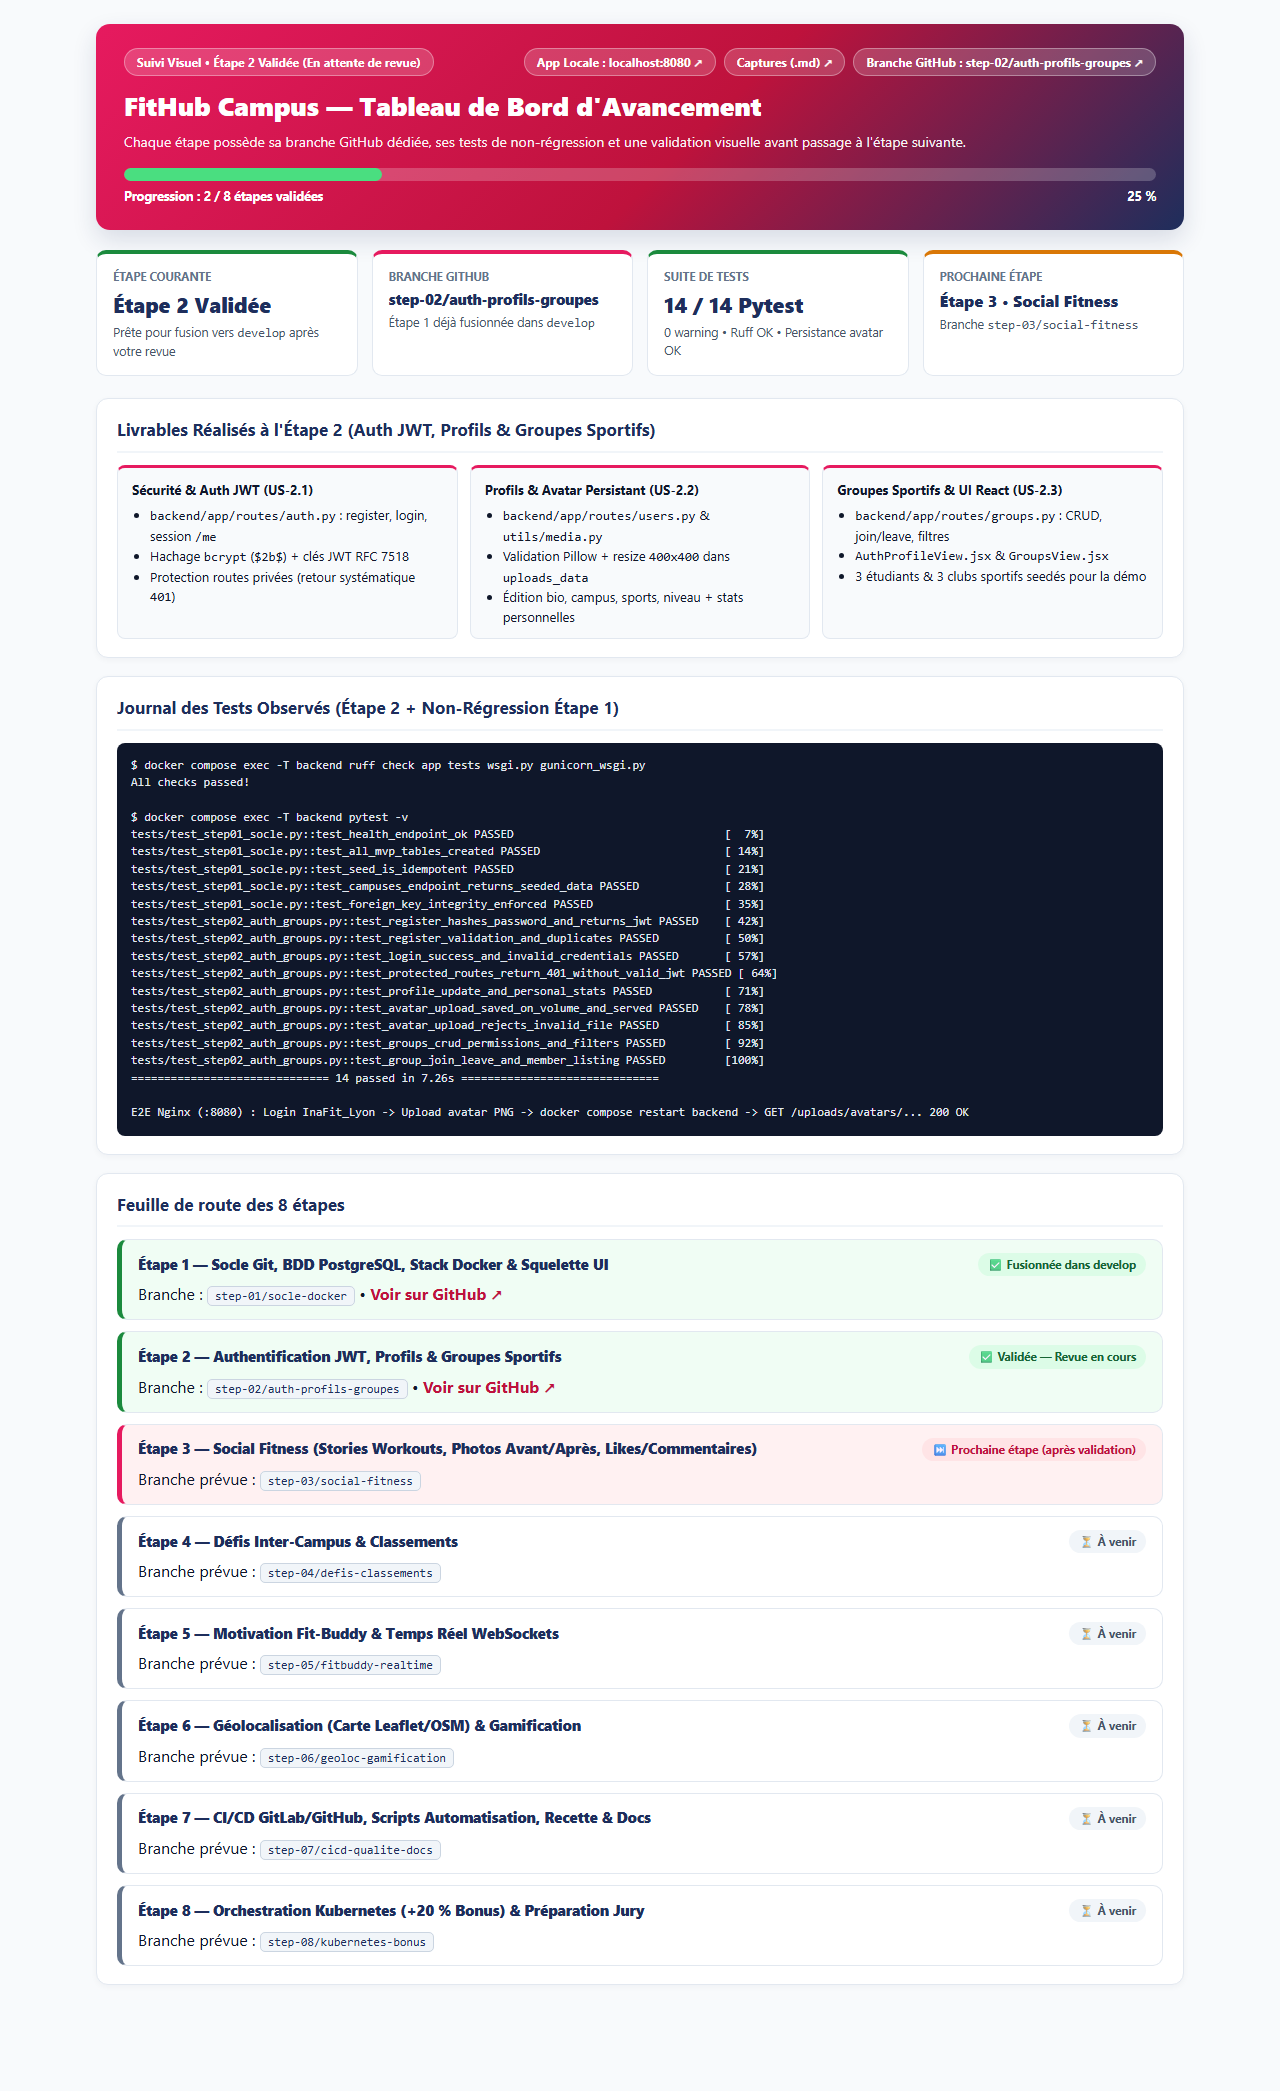 Suivi Visuel • Étape 2 Validée (En attente de revue)
App Locale : localhost:8080 ↗
Captures (.md) ↗
Branche GitHub : step-02/auth-profils-groupes ↗
FitHub Campus — Tableau de Bord d'Avancement
Chaque étape possède sa branche GitHub dédiée, ses tests de non-régression et une validation visuelle avant passage à l'étape suivante.
Progression : 2 / 8 étapes validées
25 %
ÉTAPE COURANTE
Étape 2 Validée
Prête pour fusion vers develop après
votre revue
BRANCHE GITHUB
step-02/auth-profils-groupes
Étape 1 déjà fusionnée dans develop
SUITE DE TESTS
14 / 14 Pytest
0 warning • Ruff OK • Persistance avatar
OK
PROCHAINE ÉTAPE
Étape 3 • Social Fitness
Branche step-03/social-fitness
Livrables Réalisés à l'Étape 2 (Auth JWT, Profils & Groupes Sportifs)
Sécurité & Auth JWT (US-2.1)
• backend/app/routes/auth.py : register, login,
session /me
• Hachage bcrypt ($2b$) + clés JWT RFC 7518
• Protection routes privées (retour systématique
401)
Profils & Avatar Persistant (US-2.2)
• backend/app/routes/users.py &
utils/media.py
• Validation Pillow + resize 400x400 dans
uploads_data
• Édition bio, campus, sports, niveau + stats
personnelles
Groupes Sportifs & UI React (US-2.3)
• backend/app/routes/groups.py : CRUD,
join/leave, filtres
• AuthProfileView.jsx & GroupsView.jsx
• 3 étudiants & 3 clubs sportifs seedés pour la démo
Journal des Tests Observés (Étape 2 + Non-Régression Étape 1)
$ docker compose exec -T backend ruff check app tests wsgi.py gunicorn_wsgi.py
All checks passed!
$ docker compose exec -T backend pytest -v
tests/test_step01_socle.py::test_health_endpoint_ok PASSED [  7%]
tests/test_step01_socle.py::test_all_mvp_tables_created PASSED [ 14%]
tests/test_step01_socle.py::test_seed_is_idempotent PASSED [ 21%]
tests/test_step01_socle.py::test_campuses_endpoint_returns_seeded_data PASSED [ 28%]
tests/test_step01_socle.py::test_foreign_key_integrity_enforced PASSED [ 35%]
tests/test_step02_auth_groups.py::test_register_hashes_password_and_returns_jwt PASSED [ 42%]
tests/test_step02_auth_groups.py::test_register_validation_and_duplicates PASSED [ 50%]
tests/test_step02_auth_groups.py::test_login_success_and_invalid_credentials PASSED [ 57%]
tests/test_step02_auth_groups.py::test_protected_routes_return_401_without_valid_jwt PASSED [ 64%]
tests/test_step02_auth_groups.py::test_profile_update_and_personal_stats PASSED [ 71%]
tests/test_step02_auth_groups.py::test_avatar_upload_saved_on_volume_and_served PASSED [ 78%]
tests/test_step02_auth_groups.py::test_avatar_upload_rejects_invalid_file PASSED [ 85%]
tests/test_step02_auth_groups.py::test_groups_crud_permissions_and_filters PASSED [ 92%]
tests/test_step02_auth_groups.py::test_group_join_leave_and_member_listing PASSED [100%]
============================== 14 passed in 7.26s ==============================
E2E Nginx (:8080) : Login InaFit_Lyon -> Upload avatar PNG -> docker compose restart backend -> GET /uploads/avatars/... 200 OK
Feuille de route des 8 étapes
Étape 1 — Socle Git, BDD PostgreSQL, Stack Docker & Squelette UI
✅ Fusionnée dans develop
Branche : step-01/socle-docker • Voir sur GitHub ↗
Étape 2 — Authentification JWT, Profils & Groupes Sportifs
✅ Validée — Revue en cours
Branche : step-02/auth-profils-groupes • Voir sur GitHub ↗
Étape 3 — Social Fitness (Stories Workouts, Photos Avant/Après, Likes/Commentaires)
⏭️ Prochaine étape (après validation)
Branche prévue : step-03/social-fitness
Étape 4 — Défis Inter-Campus & Classements
⏳ À venir
Branche prévue : step-04/defis-classements
Étape 5 — Motivation Fit-Buddy & Temps Réel WebSockets
⏳ À venir
Branche prévue : step-05/fitbuddy-realtime
Étape 6 — Géolocalisation (Carte Leaflet/OSM) & Gamification
⏳ À venir
Branche prévue : step-06/geoloc-gamification
Étape 7 — CI/CD GitLab/GitHub, Scripts Automatisation, Recette & Docs
⏳ À venir
Branche prévue : step-07/cicd-qualite-docs
Étape 8 — Orchestration Kubernetes (+20 % Bonus) & Préparation Jury
⏳ À venir
Branche prévue : step-08/kubernetes-bonus